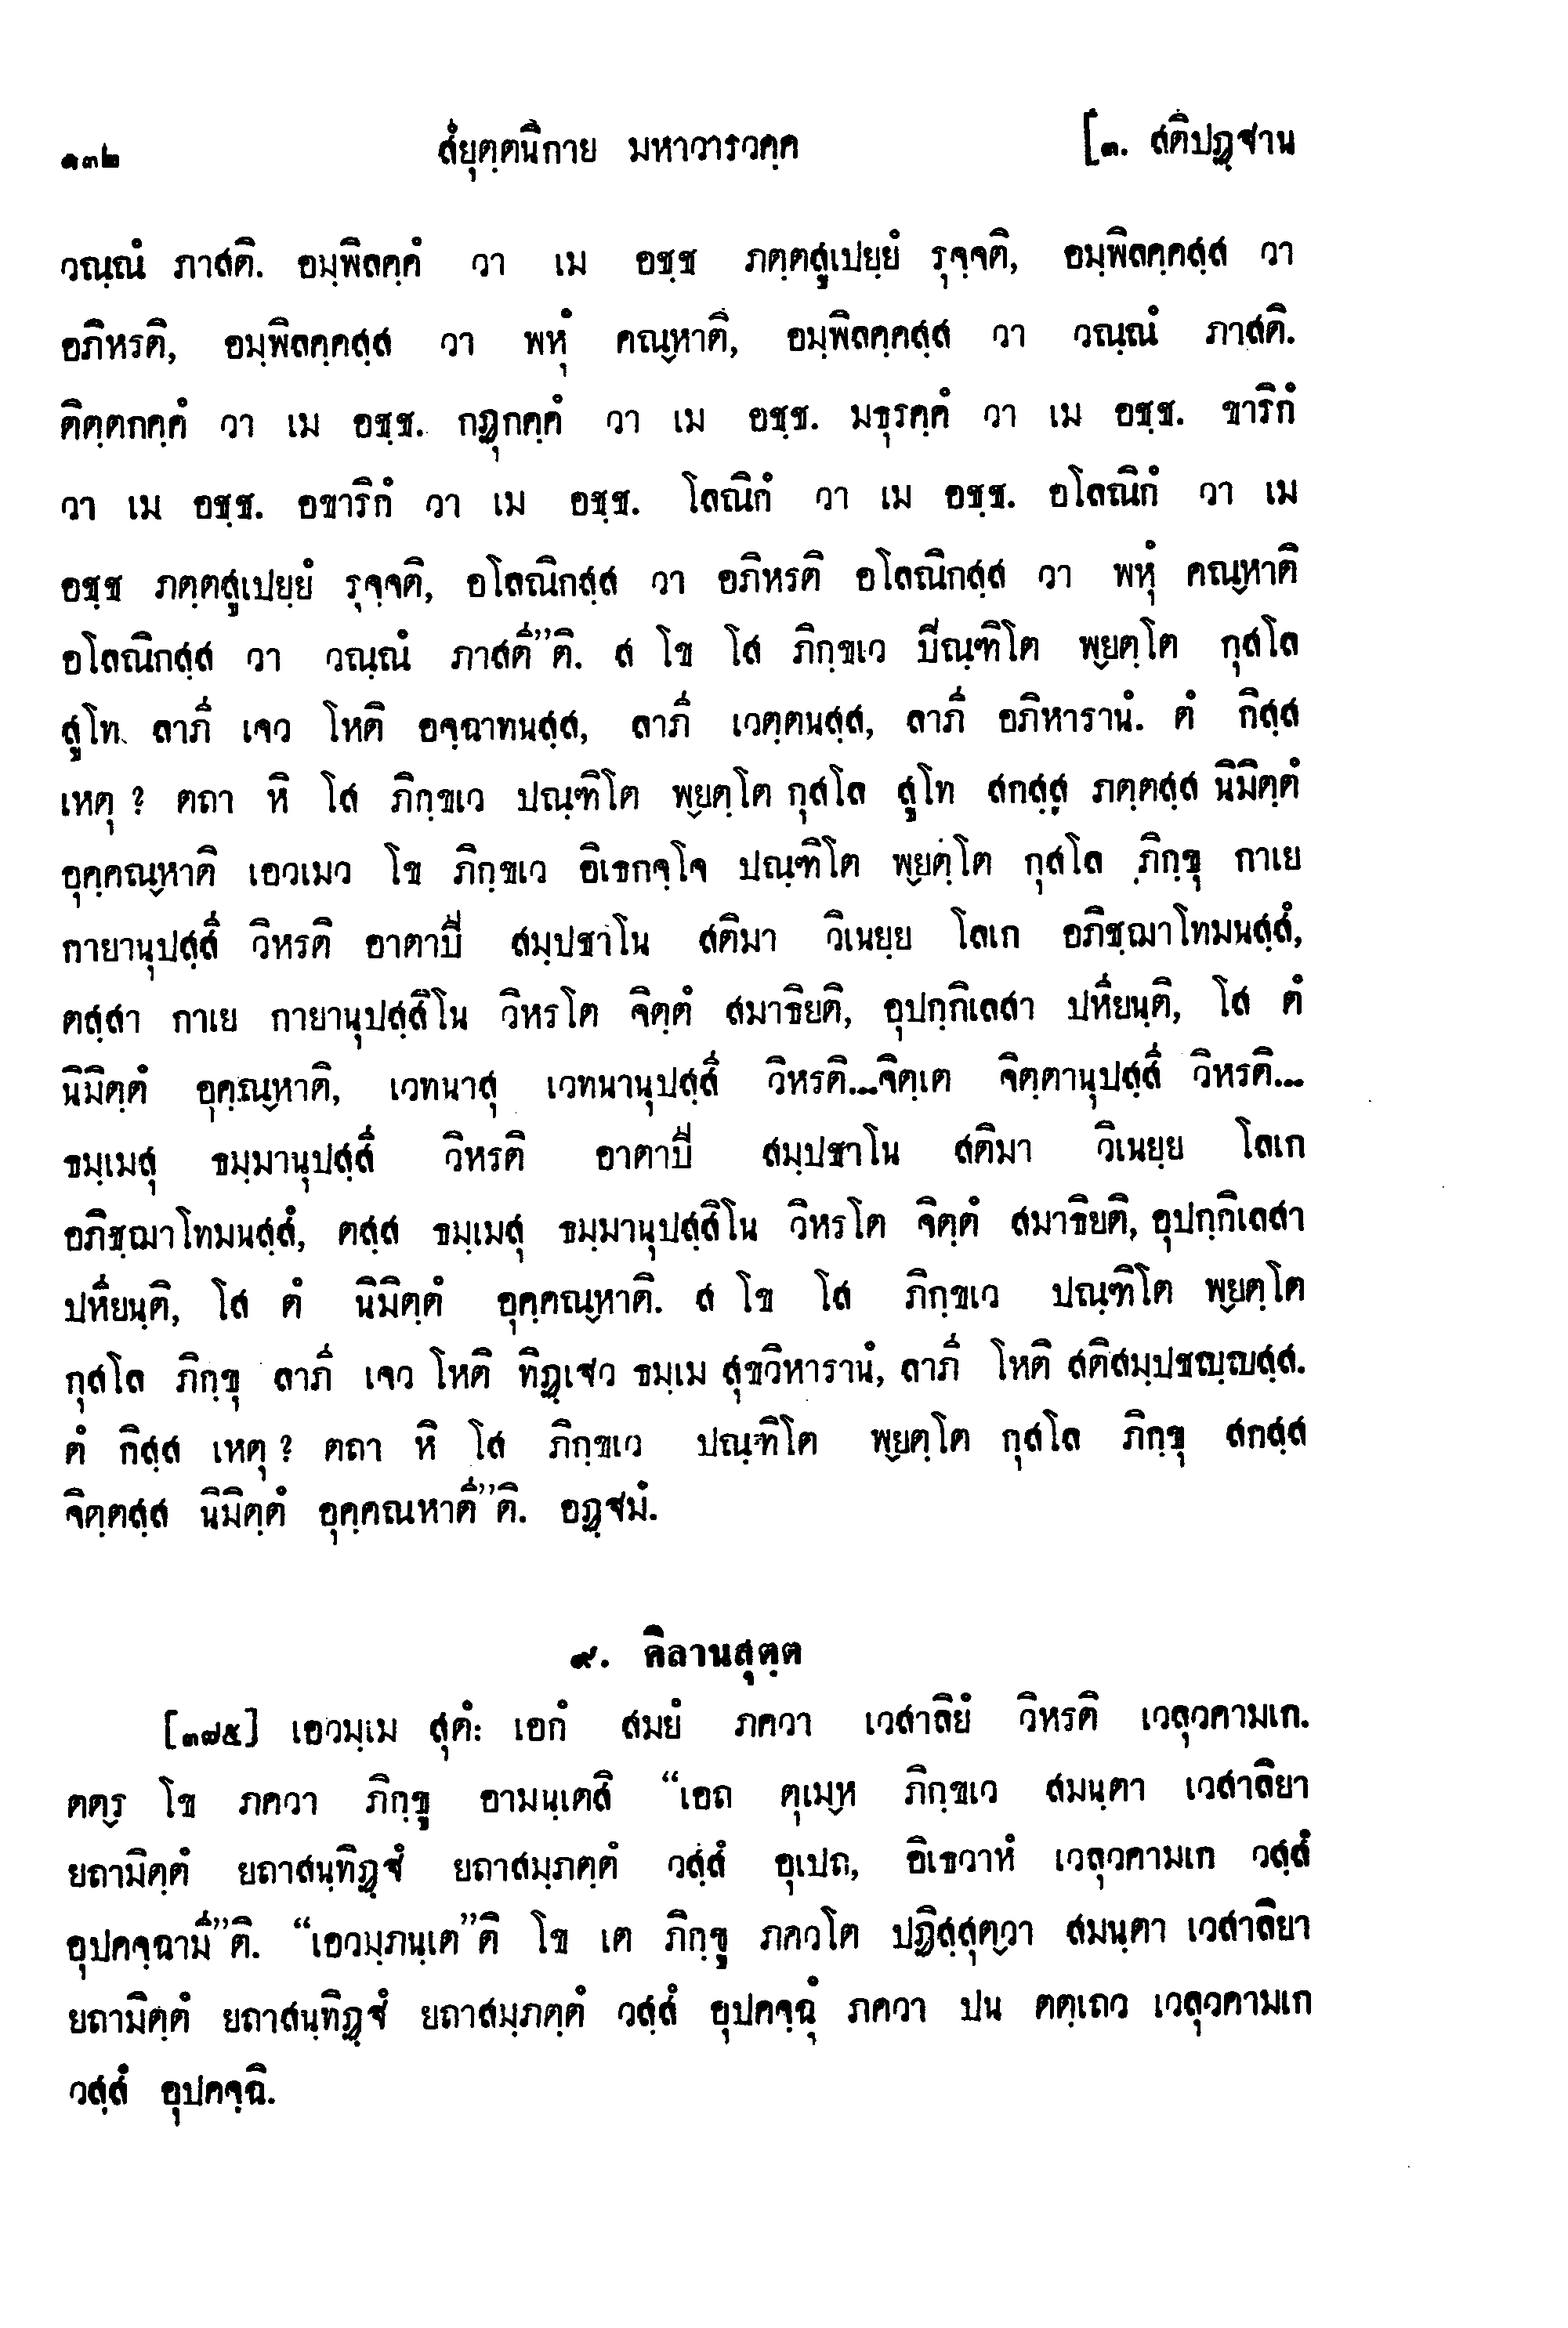 ๑๓๒ สํยุตฺตนิกาย มหาวารวคฺค [๓. สติปฏฺฐาน
วณฺณํ ภาสติ. อมฺพิลคฺคํ วา เม อชฺช ภตฺตสูเปยฺยํ รุจฺจติ, อมฺพิลคฺคสฺส วา
อภิหรติ, อมฺพิลคฺคสฺส วา พหุํ คณฺหาติ, อมฺพิลคฺคสฺส วา วณฺณํ ภาสติ.
ติตฺตกคฺคํ วา เม อชฺช. กฏุกคฺคํ วา เม อชฺช. มธุรคฺคํ วา เม อชฺช. ขาริกํ
วา เม อชฺช. อขาริกํ วา เม อชฺช. โลณิกํ วา เม อชฺช. อโลณิกํ วา เม
อชฺช ภตฺตสูเปยฺยํ รุจฺจติ, อโลณิกสฺส วา อภิหรติ อโลณิกสฺส วา พหุํ คณฺหาติ
อโลณิกสฺส วา วณฺณํ ภาสตี”ติ. ส โข โส ภิกฺขเว ปีณฺฑิโต พฺยตฺโต กุสโล
สูโท ลาภี เจว โหติ อจฺฉาทนสฺส, ลาภี เวตฺตนสฺส, ลาภี อภิหารานํ. ตํ กิสฺส
เหตุ ? ตถา หิ โส ภิกฺขเว ปณฺฑิโต พฺยตฺโต กุสโล สูโท สกสฺสุ ภตฺตสฺส นิมิตฺตํ
อุคฺคณฺหาติ เอวเมว โข ภิกฺขเว อิเธกจฺโจ ปณฺฑิโต พฺยตฺโต กุสโล ภิกฺขุ กาเย
กายานุปสฺสี วิหรติ อาตาปี สมฺปชาโน สติมา วิเนยฺย โลเก อภิชฺฌาโทมนสฺสํ,
ตสฺสา กาเย กายานุปสฺสิโน วิหรโต จิตฺตํ สมาธิยติ, อุปกฺกิเลสา ปหียนฺติ, โส ตํ
นิมิตฺตํ อุคฺณฺหาติ, เวทนาสุ เวทนานุปสฺสี วิหรติ...จิตฺเต จิตฺตานุปสฺสี วิหรติ...
ธมฺเมสุ ธมฺมานุปสฺสี วิหรติ อาตาปี สมฺปชาโน สติมา วิเนยฺย โลเก
อภิชฺฌาโทมนสฺสํ, ตสฺส ธมฺเมสุ ธมฺมานุปสฺสิโน วิหรโต จิตฺตํ สมาธิยติ, อุปกฺกิเลสา
ปหียนฺติ, โส ตํ นิมิตฺตํ อุคฺคณฺหาติ. ส โข โส ภิกฺขเว ปณฺฑิโต พฺยตฺโต
กุสโล ภิกฺขุ ลาภี เจว โหติ ทิฏฺเฐว ธมฺเม สุขวิหารานํ, ลาภี โหติ สติสมฺปชญฺญสฺส.
ตํ กิสฺส เหตุ ? ตถา หิ โส ภิกฺขเว ปณฺฑิโต พฺยตฺโต กุสโล ภิกฺขุ สกสฺส
จิตฺตสฺส นิมิตฺตํ อุคฺคณหาตี”ติ. อฏฺฐมํ.
๙. คิลานสุตฺต
[๓๗๕] เอวมฺเม สุตํ: เอกํ สมยํ ภควา เวสาลิยํ วิหรติ เวลุวคามเก.
ตตฺร โข ภควา ภิกฺขู อามนฺเตสิ “เอถ ตุเมฺห ภิกฺขเว สมนฺตา เวสาลิยา
ยถามิตฺตํ ยถาสนฺทิฏฺฐํ ยถาสมฺภตฺตํ วสฺสํ อุเปถ, อิเธวาหํ เวลุวคามเก วสฺสํ
อุปคจฺฉามี”ติ. “เอวมฺภนฺเต”ติ โข เต ภิกฺขู ภควโต ปฏิสฺสุตฺวา สมนฺตา เวสาลิยา
ยถามิตฺตํ ยถาสนฺทิฏฺฐํ ยถาสมฺภตฺตํ วสฺสํ อุปคจฺฉุํ ภควา ปน ตตฺเถว เวลุวคามเก
วสฺสํ อุปคจฺฉิ.